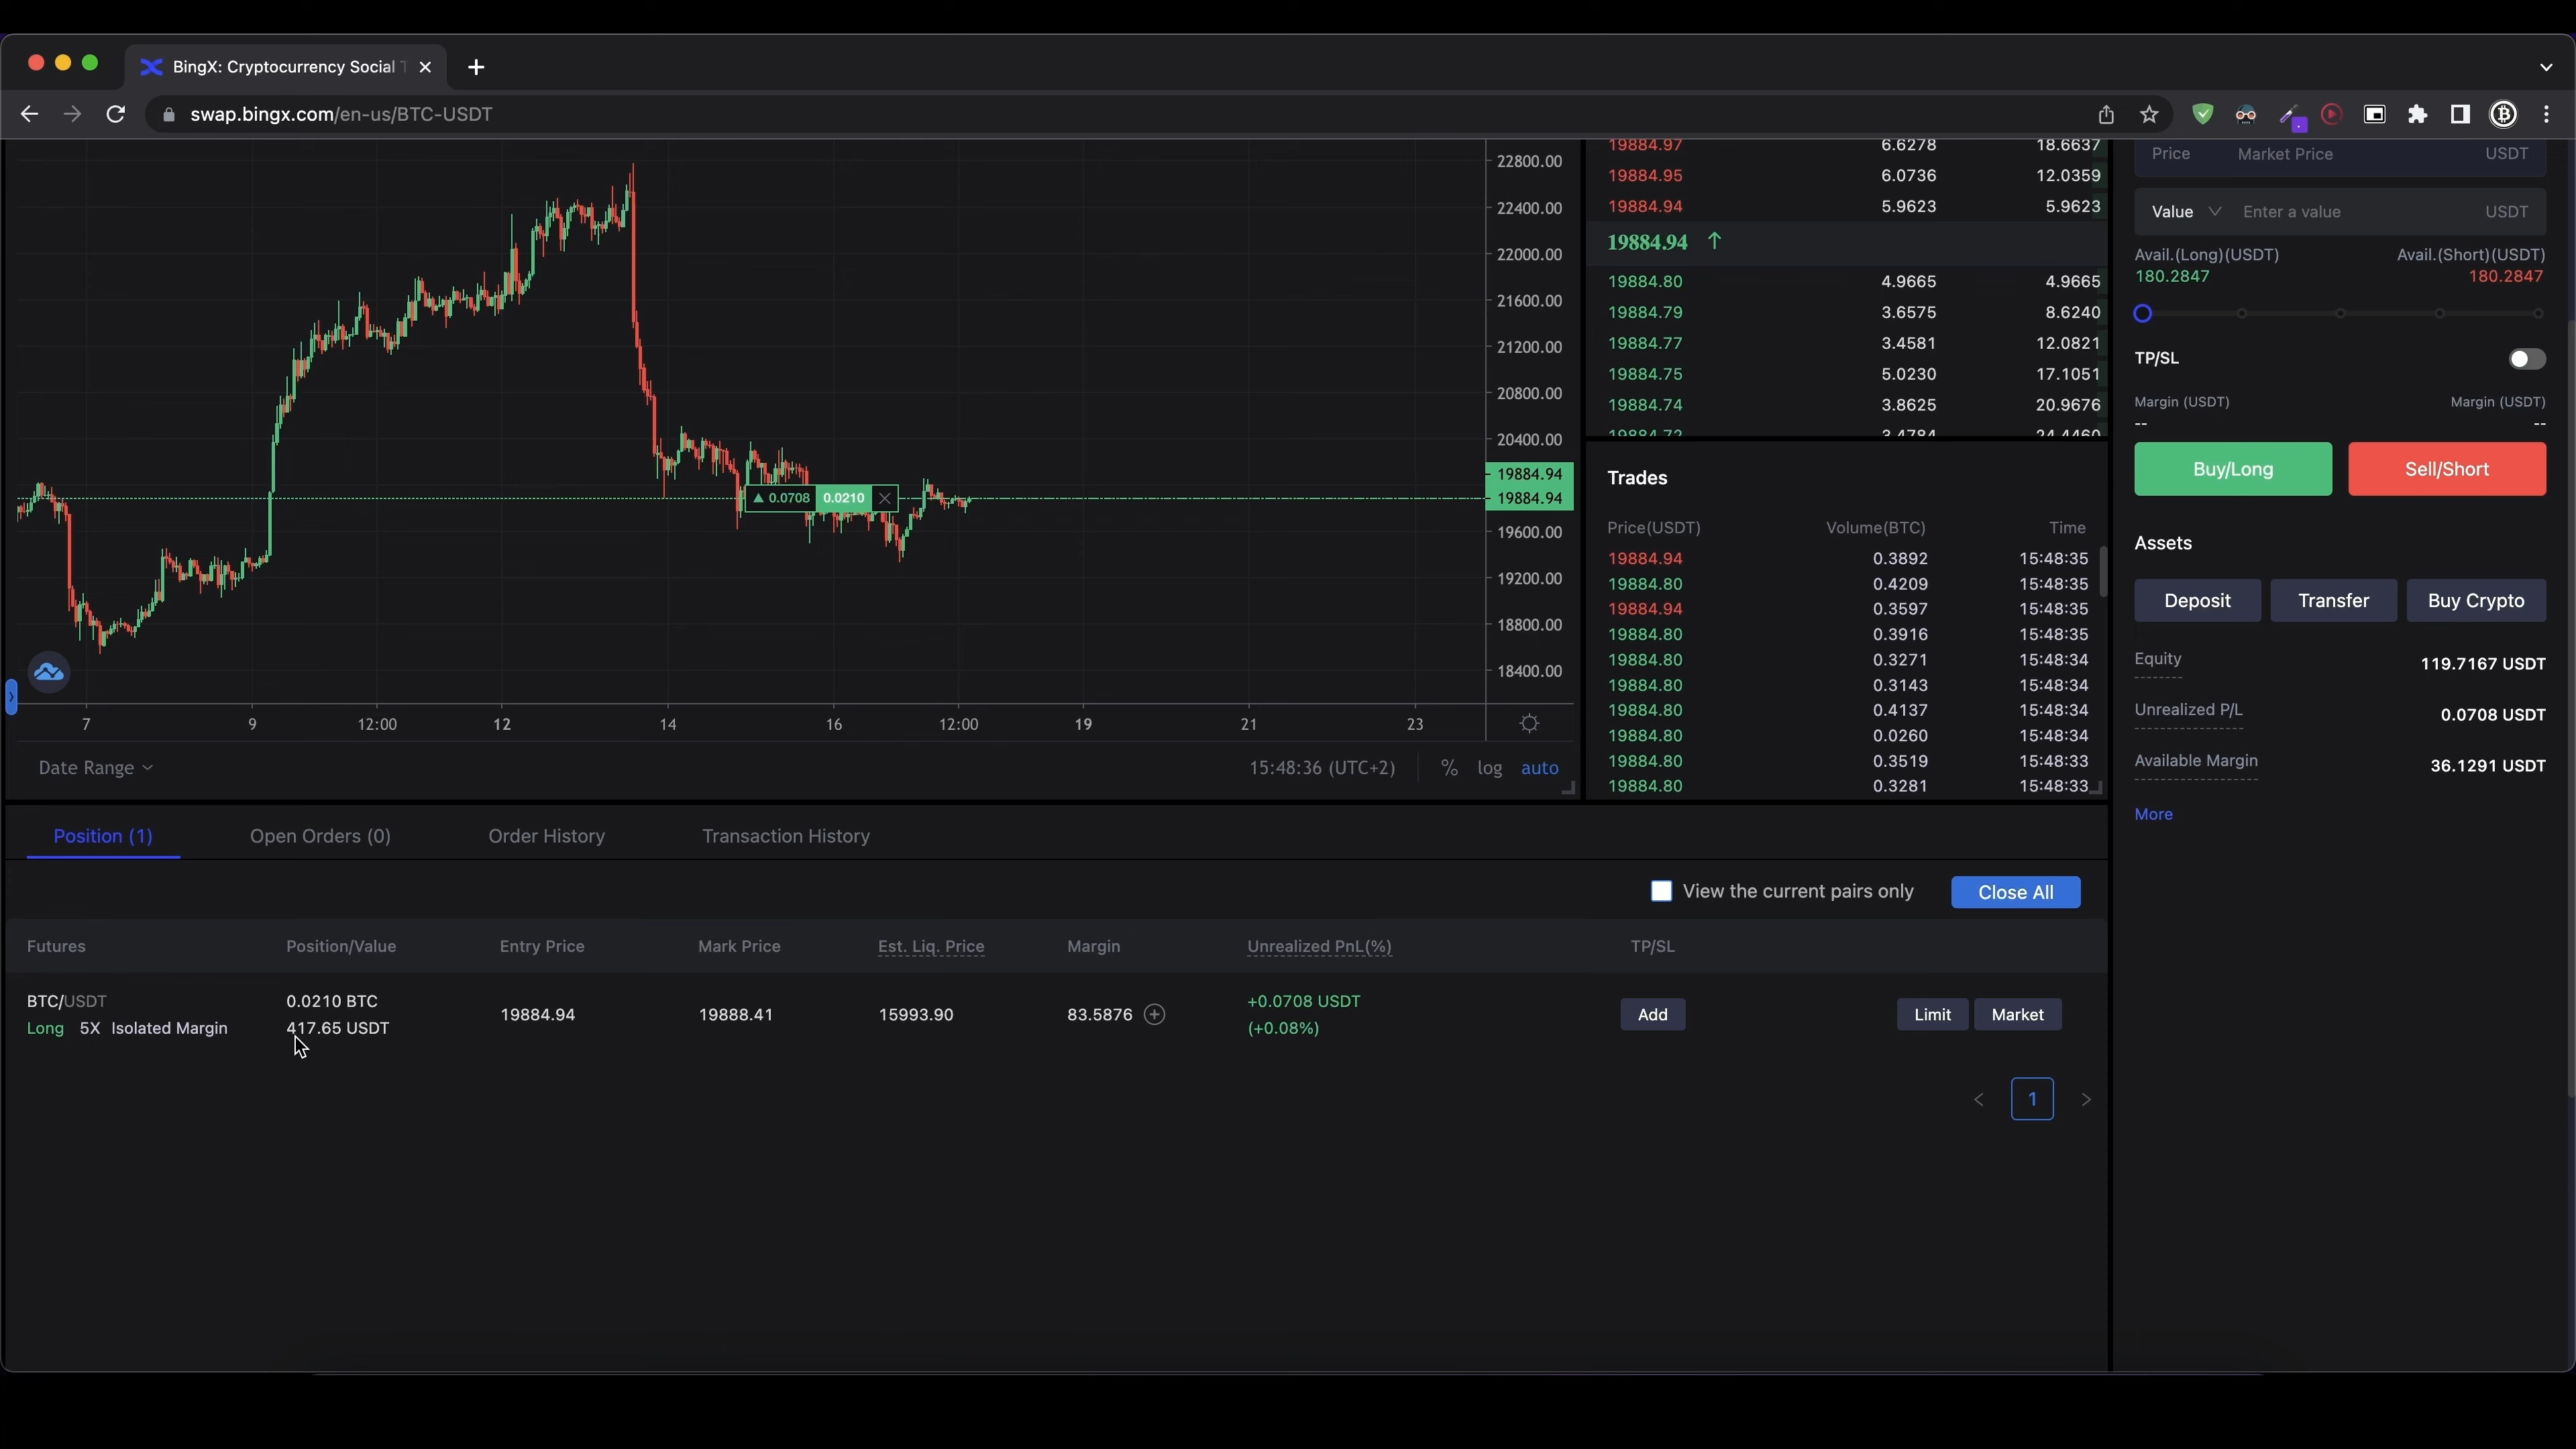 BingX: Cryptocurrency Social T
swap.bingx.com/en-us/BTC-USDT
22800.00
22400.00
22000.00
21600.00
21200.00
20800.00
20400.00
19884.94
19884.94
19600.00
19200.00
18800.00
18400.00
0.0708 0.0210
7 9 12:00 12 14 16 12:00 19 21 23
Date Range
15:48:36 (UTC+2) % log auto
19884.97 6.6278 18.6637
19884.95 6.0736 12.0359
19884.94 5.9623 5.9623
19884.94 ↑
19884.80 4.9665 4.9665
19884.79 3.6575 8.6240
19884.77 3.4581 12.0821
19884.75 5.0230 17.1051
19884.74 3.8625 20.9676
19884.72 3.4784 24.4460
Trades
Price(USDT) Volume(BTC) Time
19884.94 0.3892 15:48:35
19884.80 0.4209 15:48:35
19884.94 0.3597 15:48:35
19884.80 0.3916 15:48:35
19884.80 0.3271 15:48:34
19884.80 0.3143 15:48:34
19884.80 0.4137 15:48:34
19884.80 0.0260 15:48:34
19884.80 0.3519 15:48:33
19884.80 0.3281 15:48:33
Price Market Price USDT
Value Enter a value USDT
Avail.(Long)(USDT) Avail.(Short)(USDT)
180.2847 180.2847
TP/SL
Margin (USDT) Margin (USDT)
-- --
Buy/Long Sell/Short
Assets
Deposit Transfer Buy Crypto
Equity 119.7167 USDT
Unrealized P/L 0.0708 USDT
Available Margin 36.1291 USDT
More
Position (1) Open Orders (0) Order History Transaction History
View the current pairs only Close All
Futures Position/Value Entry Price Mark Price Est. Liq. Price Margin Unrealized PnL(%) TP/SL
BTC/USDT 0.0210 BTC 19884.94 19888.41 15993.90 83.5876 +0.0708 USDT Add Limit Market
Long 5X Isolated Margin 417.65 USDT (+0.08%)
< 1 >